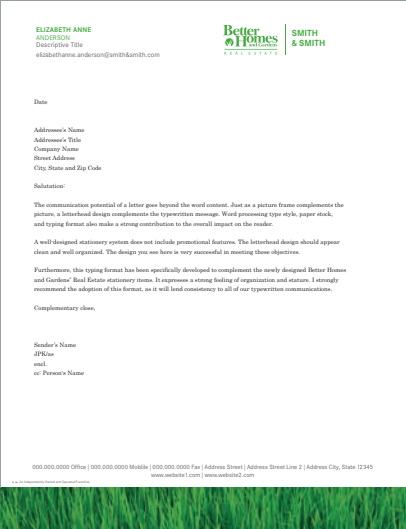 ELIZABETH ANNE
ANDERSON
Descriptive Title
elizabethanne.anderson@smith&smith.com
Better
Homes
and Gardens
REAL ESTATE
SMITH
& SMITH
Date
Addressee's Name
Addressee's Title
Company Name
Street Address
City, State and Zip Code
Salutation:
The communication potential of a letter goes beyond the word content. Just as a picture frame complements the
picture, a letterhead design complements the typewritten message. Word processing type style, paper stock,
and typing format also make a strong contribution to the overall impact on the reader.
A well-designed stationery system does not include promotional features. The letterhead design should appear
clean and well organized. The design you see here is very successful in meeting these objectives.
Furthermore, this typing format has been specifically developed to complement the newly designed Better Homes
and Gardens' Real Estate stationery items. It expresses a strong feeling of organization and stature. I strongly
recommend the adoption of this format, as it will lend consistency to all of our typewritten communications.
Complementary close,
Sender's Name
JPK/as
encl.
cc: Person's Name
000.000.0000 Office | 000.000.0000 Mobile | 000.000.0000 Fax | Address Street | Address Street Line 2 | Address City, State 12345
www.website1.com | www.website2.com
An Independently Owned and Operated Franchise.